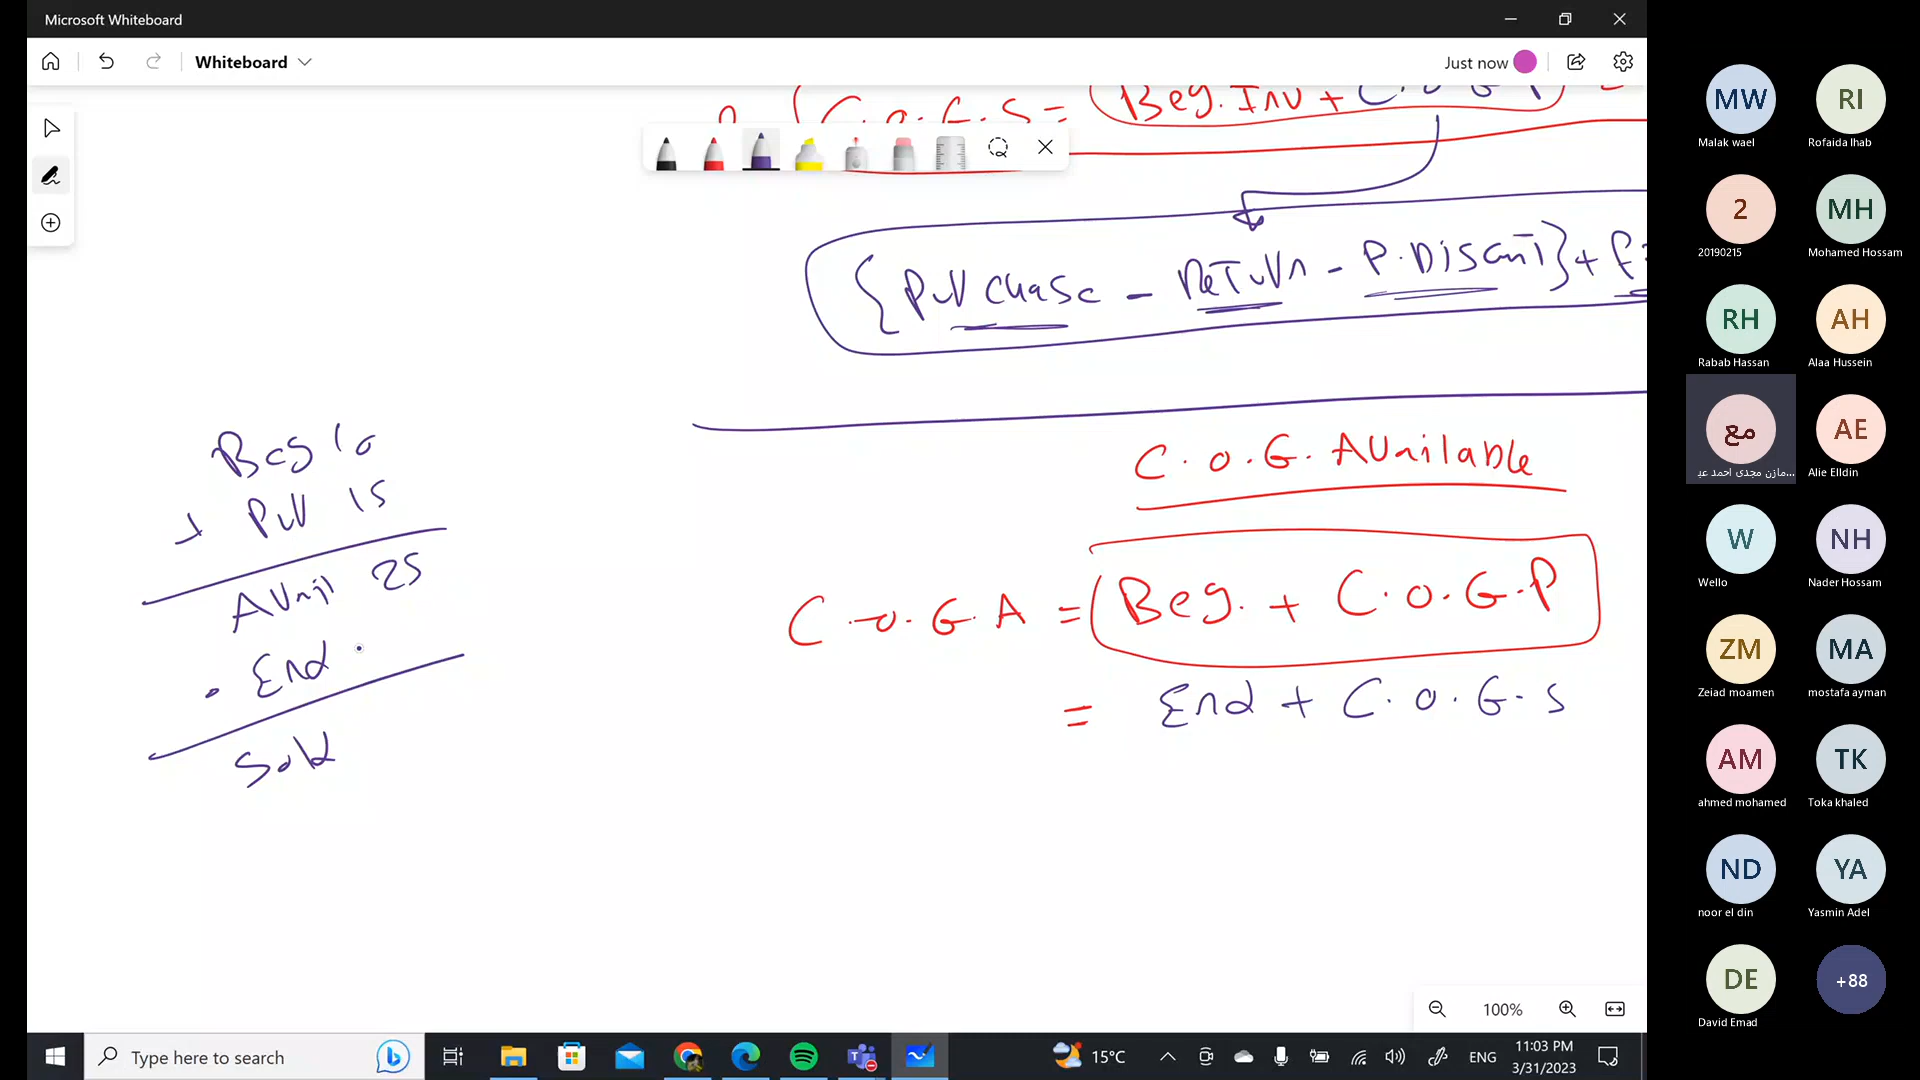 Microsoft Whiteboard
Whiteboard
Just now
C.O.G.S = Beg.Inv + C.O.G.P
{Purchase - Return - P.Discount} + F
Beg 10
+ Pur 15
Avail 25
- End
Sold
C.O.G. Available
C.O.G.A = Beg. + C.O.G.P
= End + C.O.G.S
100%
MW
Malak wael
RI
Rofaida Ihab
2
20190215
MH
Mohamed Hossam
RH
Rabab Hassan
AH
Alaa Hussein
مع
مازن مجدى احمد عبد...
AE
Alie Elldin
W
Wello
NH
Nader Hossam
ZM
Zeiad moamen
MA
mostafa ayman
AM
ahmed mohamed
TK
Toka khaled
ND
noor el din
YA
Yasmin Adel
DE
David Emad
+88
Type here to search
15°C
ENG
11:03 PM
3/31/2023